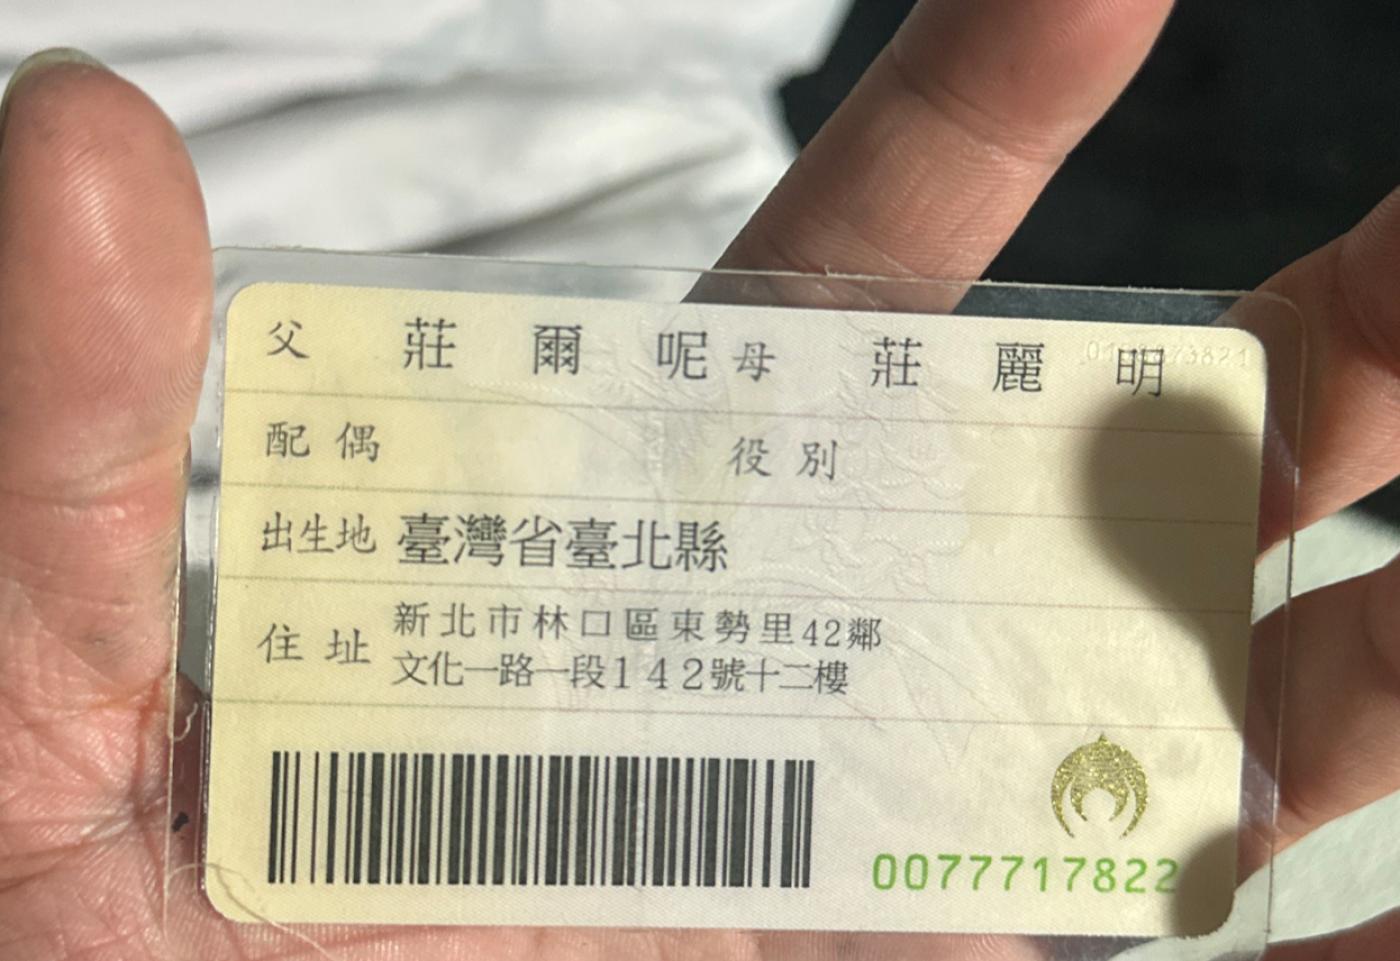 父 莊爾呢 母 莊麗明
配偶 役別
出生地 臺灣省臺北縣
住址 新北市林口區東勢里42鄰
文化一路一段142號十二樓
0077717822